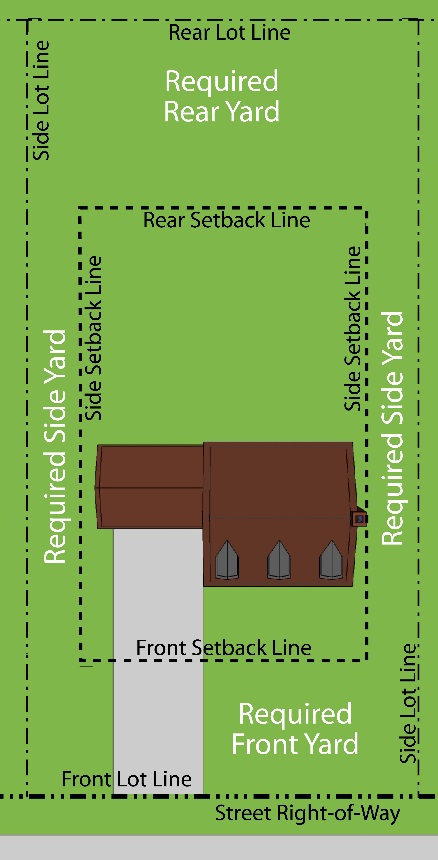 Rear Lot Line
Side Lot Line
Required
Rear Yard
Rear Setback Line
Side Setback Line
Side Setback Line
Required Side Yard
Required Side Yard
Front Setback Line
Side Lot Line
Required
Front Yard
Front Lot Line
Street Right-of-Way